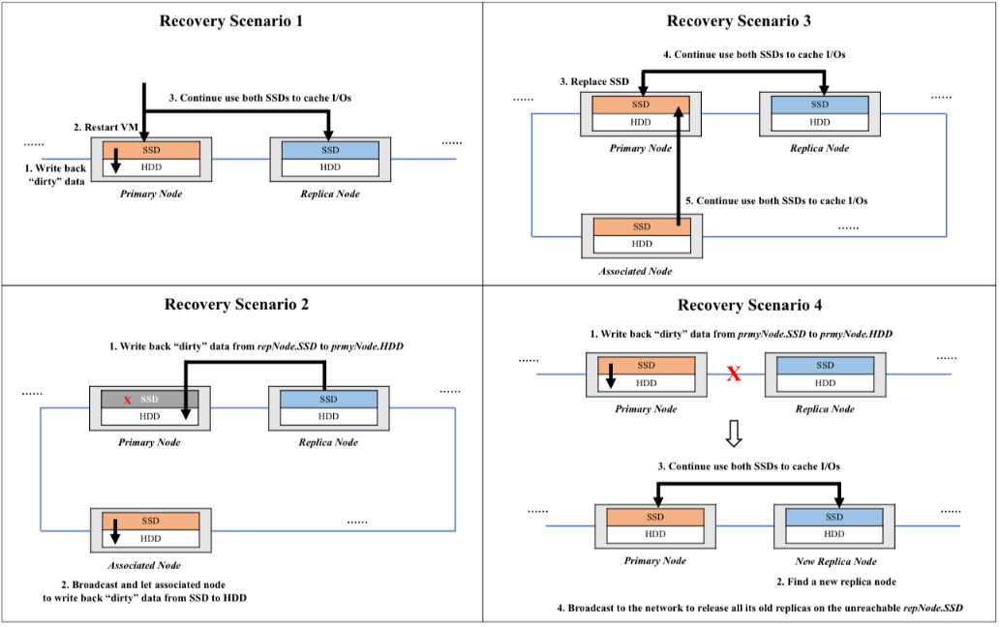 Recovery Scenario 1
3. Continue use both SSDs to cache I/Os
2. Restart VM
......
......
SSD
HDD
SSD
HDD
1. Write back
“dirty” data
Primary Node
Replica Node
Recovery Scenario 3
4. Continue use both SSDs to cache I/Os
3. Replace SSD
......
......
SSD
HDD
SSD
HDD
Primary Node
Replica Node
5. Continue use both SSDs to cache I/Os
SSD
HDD
......
Associated Node
Recovery Scenario 2
1. Write back “dirty” data from repNode.SSD to prmyNode.HDD
......
......
X SSD
HDD
SSD
HDD
Primary Node
Replica Node
SSD
HDD
......
Associated Node
2. Broadcast and let associated node
to write back “dirty” data from SSD to HDD
Recovery Scenario 4
1. Write back “dirty” data from prmyNode.SSD to prmyNode.HDD
......
......
SSD
HDD
X
SSD
HDD
Primary Node
Replica Node
3. Continue use both SSDs to cache I/Os
......
......
SSD
HDD
SSD
HDD
Primary Node
New Replica Node
2. Find a new replica node
4. Broadcast to the network to release all its old replicas on the unreachable repNode.SSD